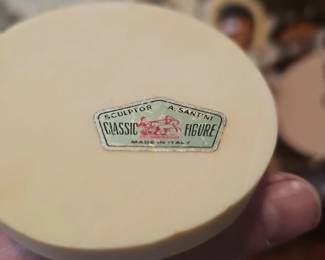 SCULPTOR A. SANTINI
CLASSIC FIGURE
MADE IN ITALY